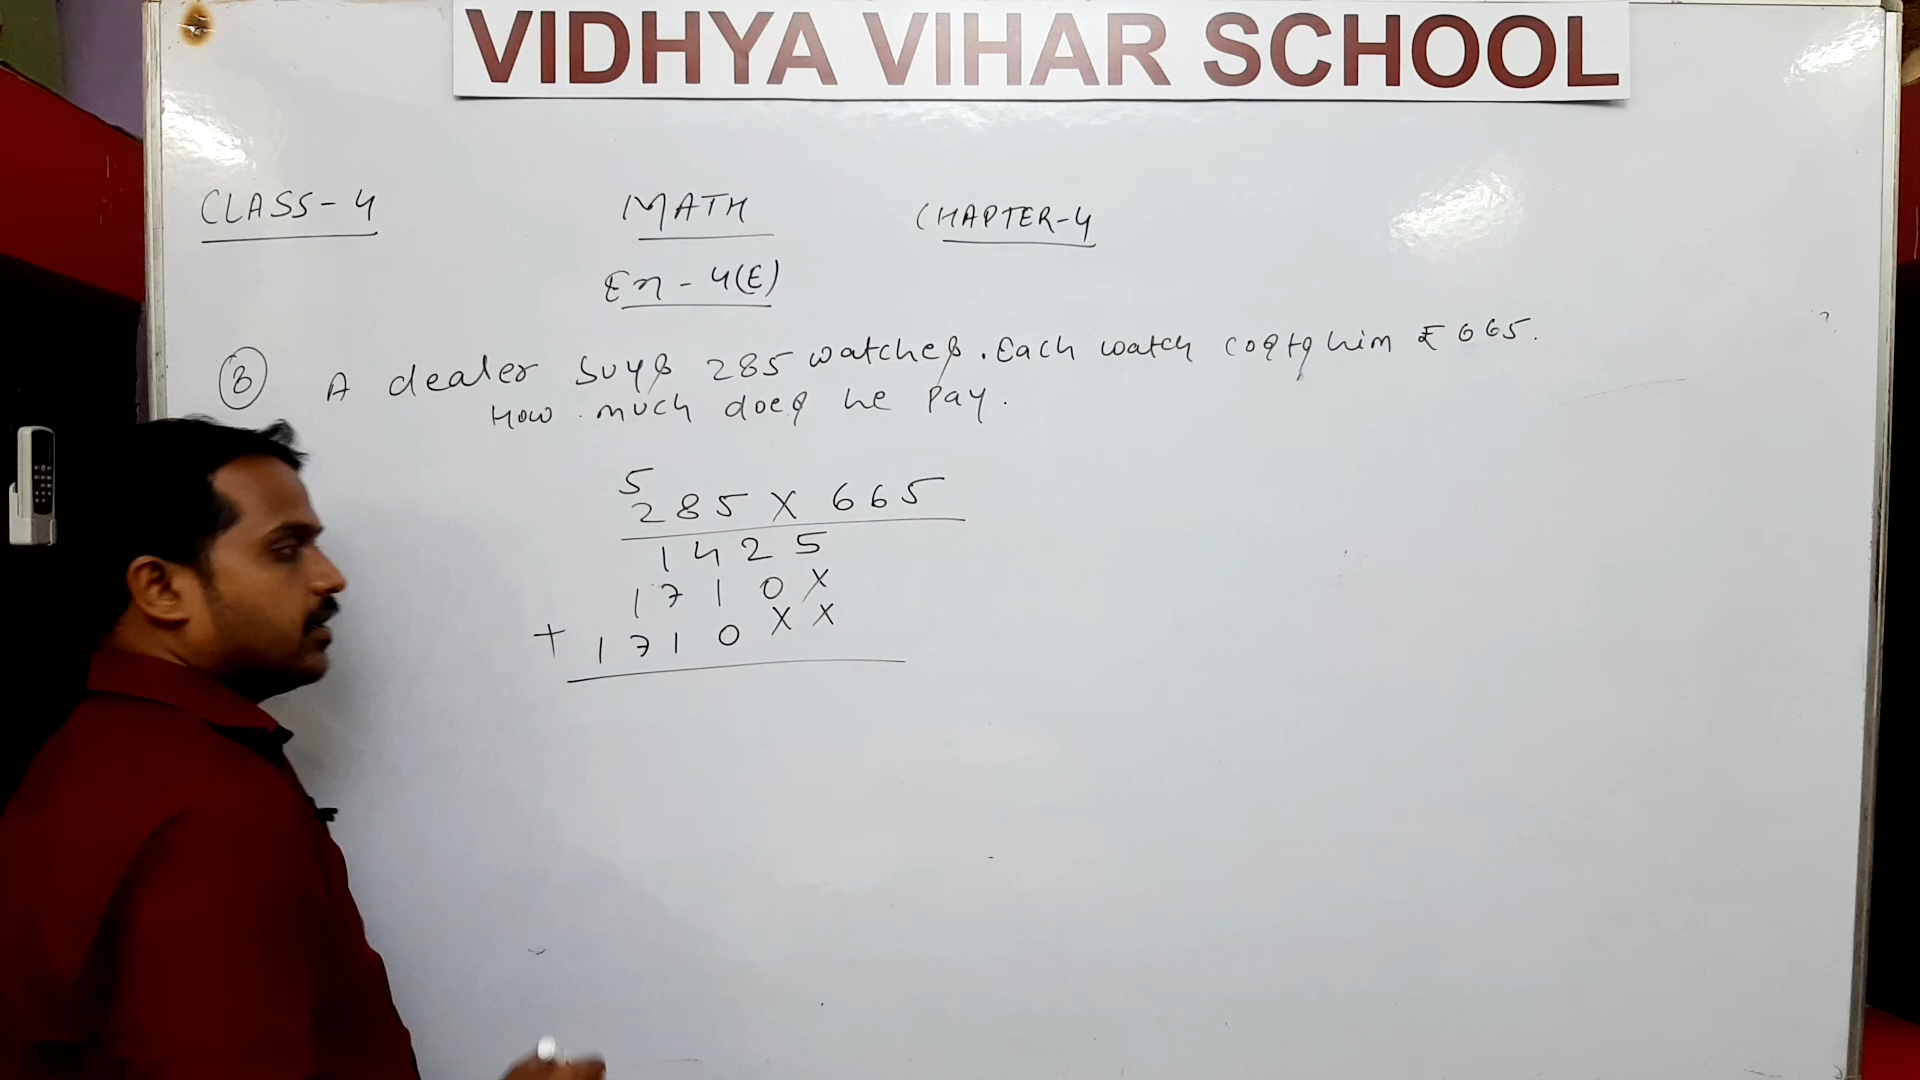 VIDHYA VIHAR SCHOOL
CLASS-4 MATH CHAPTER-4
Ex - 4(E)
8 A dealer buys 285 watches. Each watch costs him ₹ 665.
How much does he pay.
5
285 X 665
1425
1710X
+ 1710XX